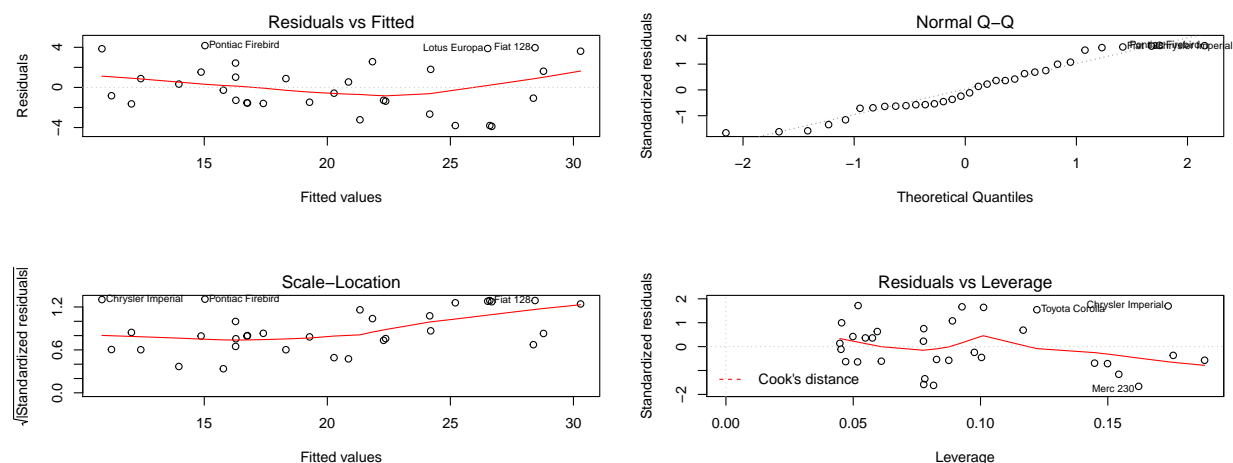 Residuals vs Fitted
Residuals
−4 0 4
Pontiac Firebird
Lotus Europa
Fiat 128
15 20 25 30
Fitted values
Normal Q−Q
Standardized residuals
−1 0 1 2
Pontiac Firebird
Chrysler Imperial
−2 −1 0 1 2
Theoretical Quantiles
Scale−Location
√|Standardized residuals|
0.0 0.6 1.2
Chrysler Imperial
Pontiac Firebird
Fiat 128
15 20 25 30
Fitted values
Residuals vs Leverage
Standardized residuals
−2 0 1 2
Chrysler Imperial
Toyota Corolla
Cook's distance
Merc 230
0.00 0.05 0.10 0.15
Leverage